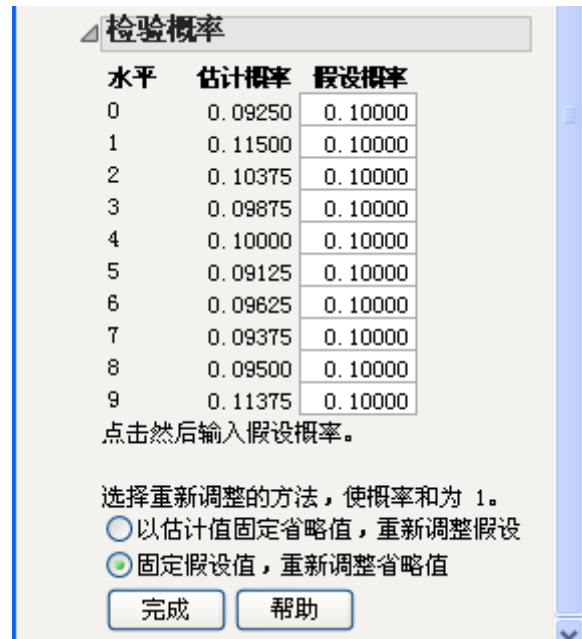 检验概率
水平 估计概率 假设概率
0 0.09250 0.10000
1 0.11500 0.10000
2 0.10375 0.10000
3 0.09875 0.10000
4 0.10000 0.10000
5 0.09125 0.10000
6 0.09625 0.10000
7 0.09375 0.10000
8 0.09500 0.10000
9 0.11375 0.10000
点击然后输入假设概率。
选择重新调整的方法，使概率和为 1。
以估计值固定省略值，重新调整假设
固定假设值，重新调整省略值
完成 帮助